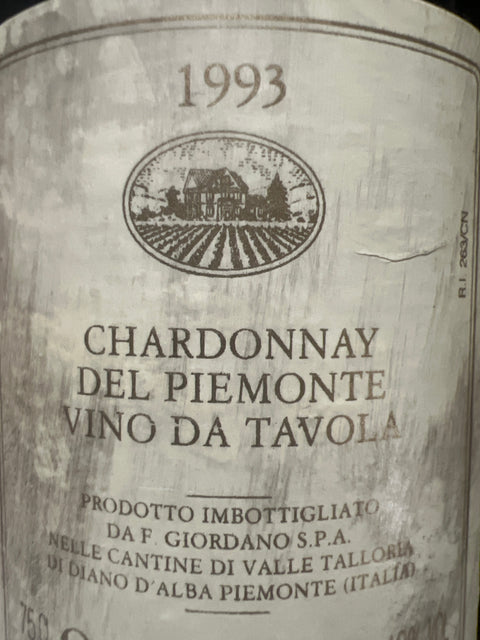 1993
R.I. 263/CN
CHARDONNAY
DEL PIEMONTE
VINO DA TAVOLA
PRODOTTO IMBOTTIGLIATO
DA F. GIORDANO S.P.A.
NELLE CANTINE DI VALLE TALLORIA
DI DIANO D'ALBA PIEMONTE (ITALIA)
75CL